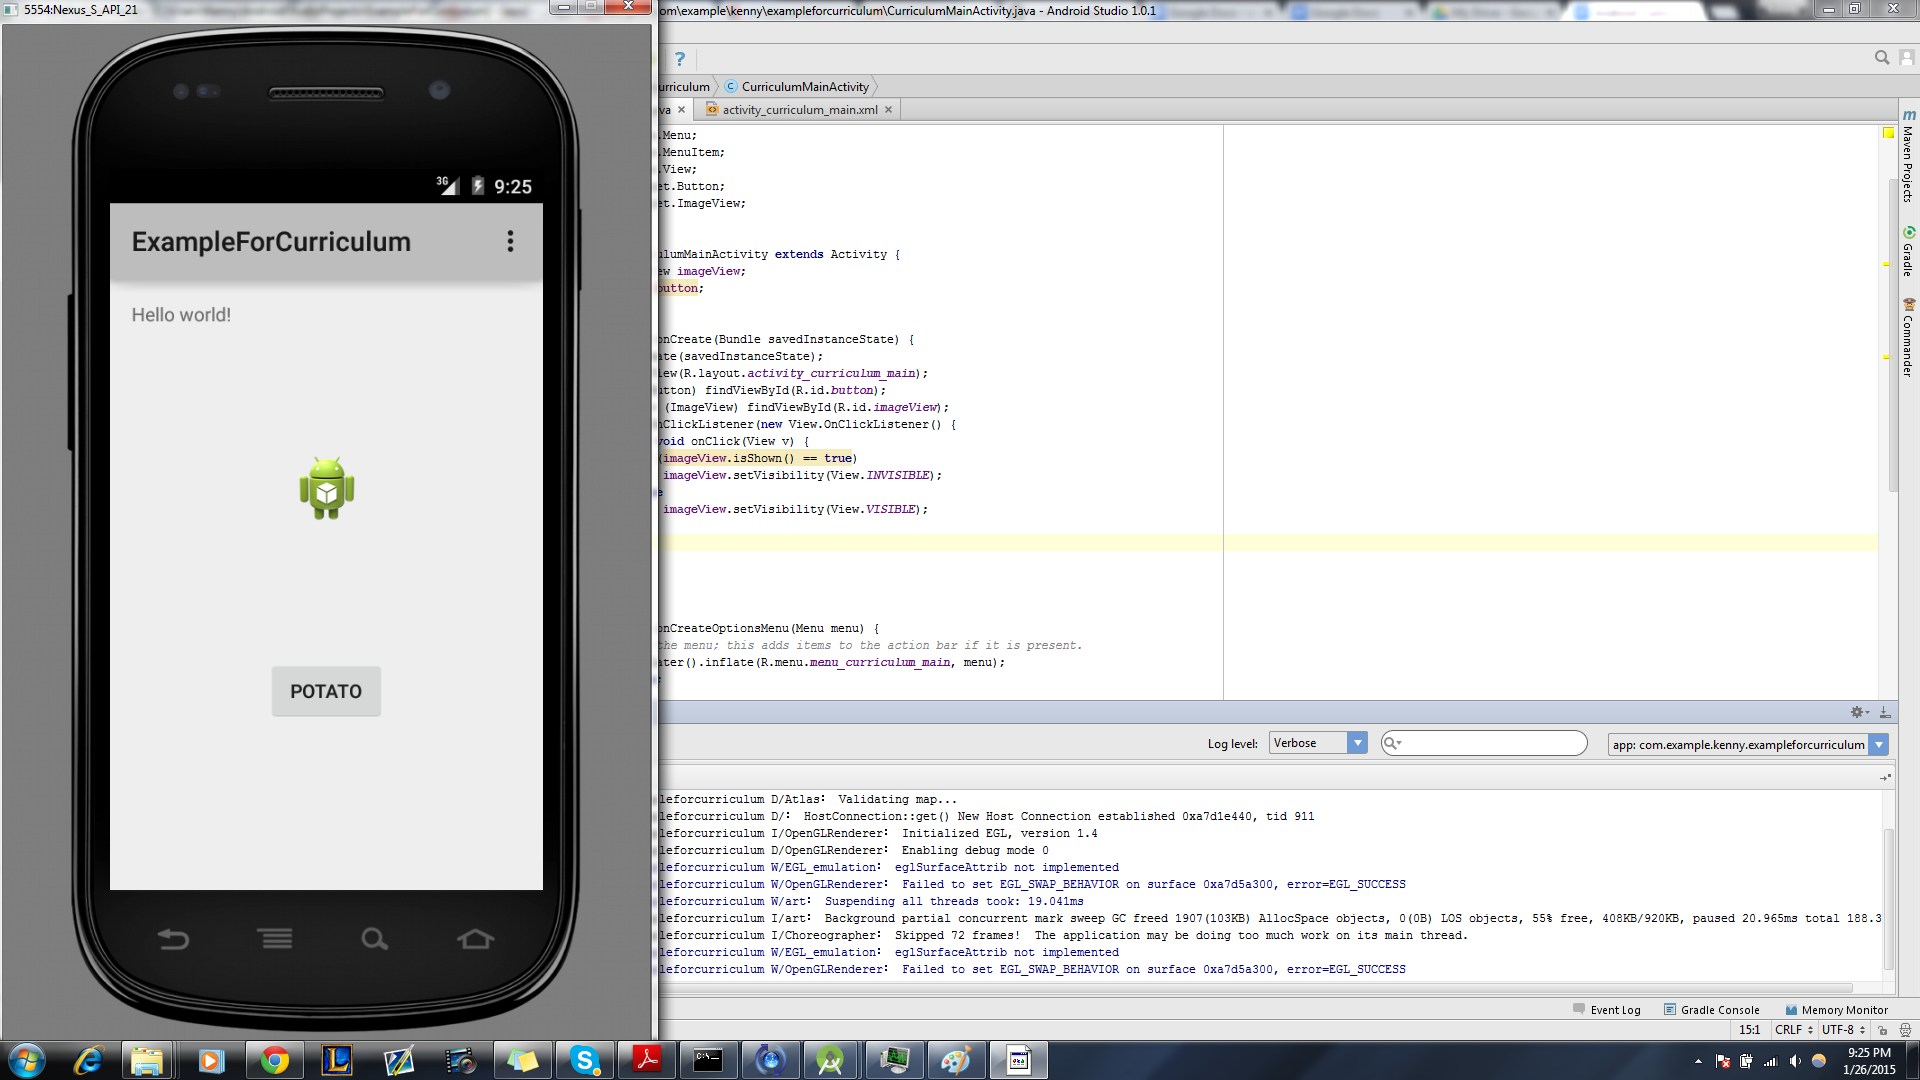 5554:Nexus_S_API_21
om\example\kenny\exampleforcurriculum\CurriculumMainActivity.java - Android Studio 1.0.1
?
urriculum
C CurriculumMainActivity
va
activity_curriculum_main.xml
3G 9:25
ExampleForCurriculum
Hello world!
POTATO
.Menu;
.MenuItem;
.View;
et.Button;
et.ImageView;
ulumMainActivity extends Activity {
ew imageView;
button;
onCreate(Bundle savedInstanceState) {
ate(savedInstanceState);
iew(R.layout.activity_curriculum_main);
utton) findViewById(R.id.button);
(ImageView) findViewById(R.id.imageView);
nClickListener(new View.OnClickListener() {
void onClick(View v) {
(imageView.isShown() == true)
imageView.setVisibility(View.INVISIBLE);
e
imageView.setVisibility(View.VISIBLE);
onCreateOptionsMenu(Menu menu) {
the menu; this adds items to the action bar if it is present.
ater().inflate(R.menu.menu_curriculum_main, menu);
;
m Maven Projects
Gradle
Commander
Log level: Verbose
app: com.example.kenny.exampleforcurriculum
leforcurriculum D/Atlas: Validating map...
leforcurriculum D/: HostConnection::get() New Host Connection established 0xa7d1e440, tid 911
leforcurriculum I/OpenGLRenderer: Initialized EGL, version 1.4
leforcurriculum D/OpenGLRenderer: Enabling debug mode 0
leforcurriculum W/EGL_emulation: eglSurfaceAttrib not implemented
leforcurriculum W/OpenGLRenderer: Failed to set EGL_SWAP_BEHAVIOR on surface 0xa7d5a300, error=EGL_SUCCESS
leforcurriculum W/art: Suspending all threads took: 19.041ms
leforcurriculum I/art: Background partial concurrent mark sweep GC freed 1907(103KB) AllocSpace objects, 0(0B) LOS objects, 55% free, 408KB/920KB, paused 20.965ms total 188.3
leforcurriculum I/Choreographer: Skipped 72 frames! The application may be doing too much work on its main thread.
leforcurriculum W/EGL_emulation: eglSurfaceAttrib not implemented
leforcurriculum W/OpenGLRenderer: Failed to set EGL_SWAP_BEHAVIOR on surface 0xa7d5a300, error=EGL_SUCCESS
Event Log
Gradle Console
Memory Monitor
15:1 CRLF UTF-8
9:25 PM
1/26/2015